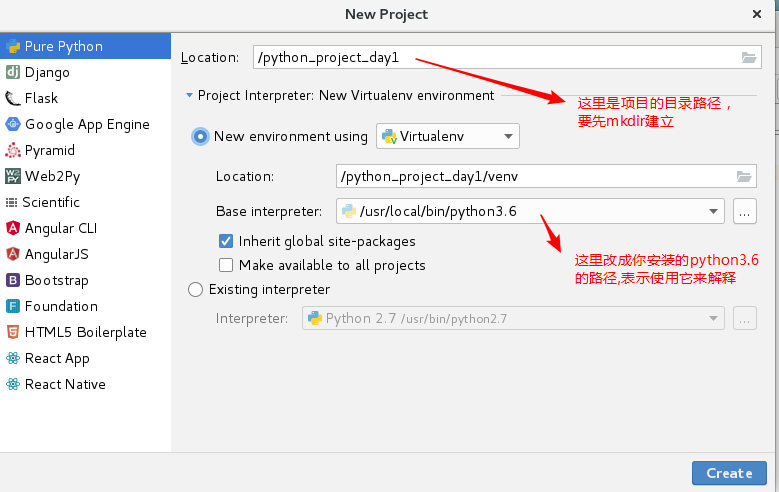 New Project
Pure Python
Django
Flask
Google App Engine
Pyramid
Web2Py
Scientific
Angular CLI
AngularJS
Bootstrap
Foundation
HTML5 Boilerplate
React App
React Native
Location: /python_project_day1
Project Interpreter: New Virtualenv environment
这里是项目的目录路径，
要先mkdir建立
New environment using Virtualenv
Location: /python_project_day1/venv
Base interpreter: /usr/local/bin/python3.6 ...
Inherit global site-packages
Make available to all projects
这里改成你安装的python3.6
的路径,表示使用它来解释
Existing interpreter
Interpreter: Python 2.7 /usr/bin/python2.7 ...
Create